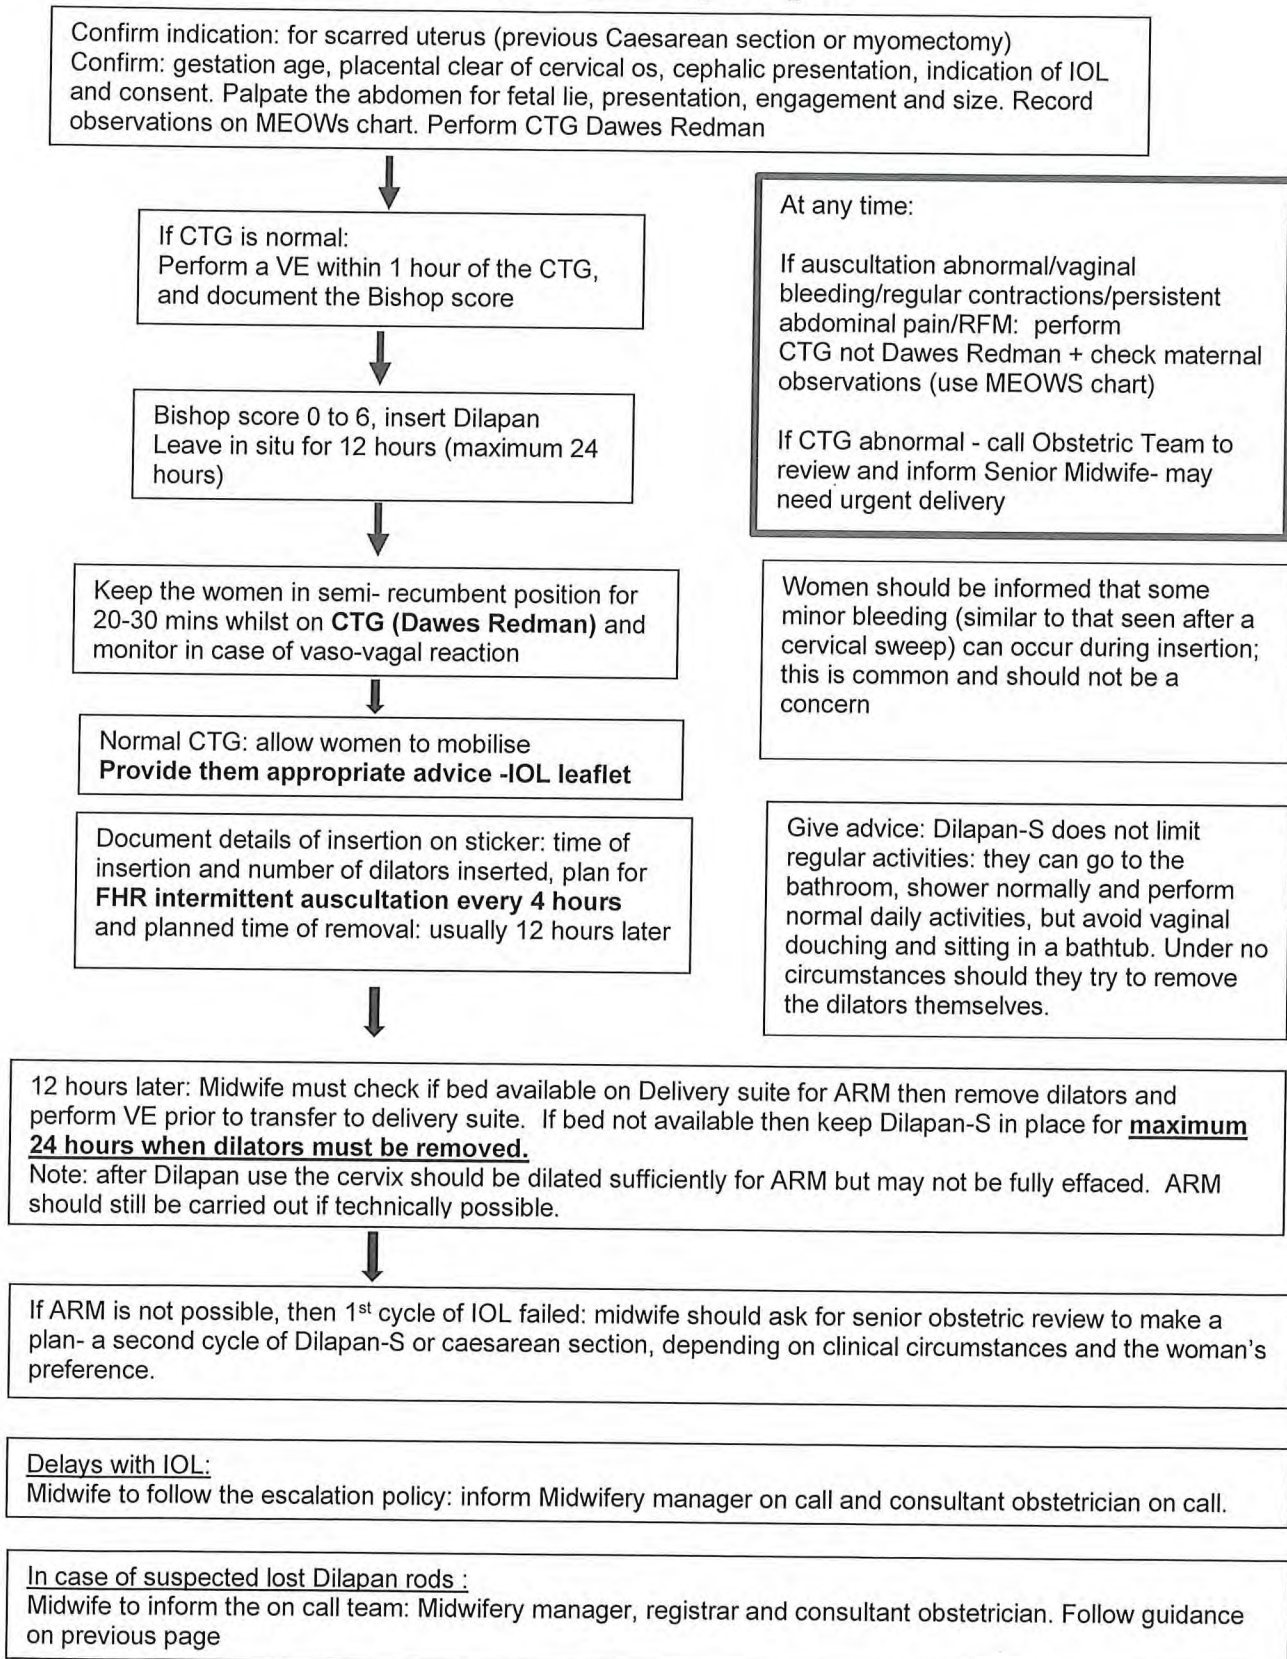 Confirm indication: for scarred uterus (previous Caesarean section or myomectomy)
Confirm: gestation age, placental clear of cervical os, cephalic presentation, indication of IOL
and consent. Palpate the abdomen for fetal lie, presentation, engagement and size. Record
observations on MEOWs chart. Perform CTG Dawes Redman
If CTG is normal:
Perform a VE within 1 hour of the CTG,
and document the Bishop score
Bishop score 0 to 6, insert Dilapan
Leave in situ for 12 hours (maximum 24
hours)
Keep the women in semi- recumbent position for
20-30 mins whilst on CTG (Dawes Redman) and
monitor in case of vaso-vagal reaction
Normal CTG: allow women to mobilise
Provide them appropriate advice -IOL leaflet
Document details of insertion on sticker: time of
insertion and number of dilators inserted, plan for
FHR intermittent auscultation every 4 hours
and planned time of removal: usually 12 hours later
At any time:
If auscultation abnormal/vaginal
bleeding/regular contractions/persistent
abdominal pain/RFM: perform
CTG not Dawes Redman + check maternal
observations (use MEOWS chart)
If CTG abnormal - call Obstetric Team to
review and inform Senior Midwife- may
need urgent delivery
Women should be informed that some
minor bleeding (similar to that seen after a
cervical sweep) can occur during insertion;
this is common and should not be a
concern
Give advice: Dilapan-S does not limit
regular activities: they can go to the
bathroom, shower normally and perform
normal daily activities, but avoid vaginal
douching and sitting in a bathtub. Under no
circumstances should they try to remove
the dilators themselves.
12 hours later: Midwife must check if bed available on Delivery suite for ARM then remove dilators and
perform VE prior to transfer to delivery suite. If bed not available then keep Dilapan-S in place for maximum
24 hours when dilators must be removed.
Note: after Dilapan use the cervix should be dilated sufficiently for ARM but may not be fully effaced. ARM
should still be carried out if technically possible.
If ARM is not possible, then 1st cycle of IOL failed: midwife should ask for senior obstetric review to make a
plan- a second cycle of Dilapan-S or caesarean section, depending on clinical circumstances and the woman's
preference.
Delays with IOL:
Midwife to follow the escalation policy: inform Midwifery manager on call and consultant obstetrician on call.
In case of suspected lost Dilapan rods :
Midwife to inform the on call team: Midwifery manager, registrar and consultant obstetrician. Follow guidance
on previous page